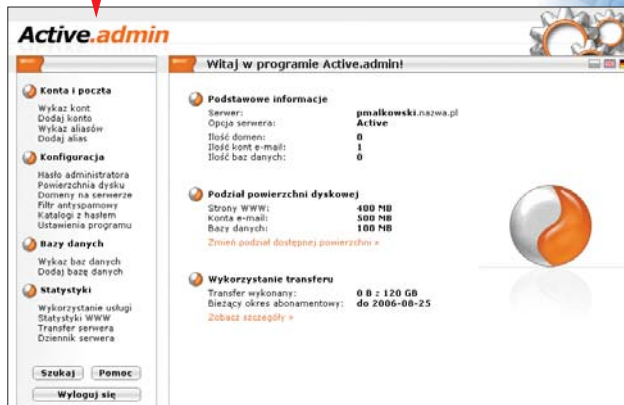 Active.admin
Witaj w programie Active.admin!
Konta i poczta
Wykaz kont
Dodaj konto
Wykaz aliasów
Dodaj alias
Konfiguracja
Hasło administratora
Powierzchnia dysku
Domeny na serwerze
Filtr antyspamowy
Katalogi z hasłem
Ustawienia programu
Bazy danych
Wykaz baz danych
Dodaj bazę danych
Statystyki
Wykorzystanie usługi
Statystyki WWW
Transfer serwera
Dziennik serwera
Szukaj Pomoc
Wyloguj się
Podstawowe informacje
Serwer: pmalkowski.nazwa.pl
Opcja serwera: Active
Ilość domen: 0
Ilość kont e-mail: 1
Ilość baz danych: 0
Podział powierzchni dyskowej
Strony WWW: 400 MB
Konta e-mail: 500 MB
Bazy danych: 100 MB
Zmień podział dostępnej powierzchni »
Wykorzystanie transferu
Transfer wykonany: 0 B z 120 GB
Bieżący okres abonamentowy: do 2006-08-25
Zobacz szczegóły »